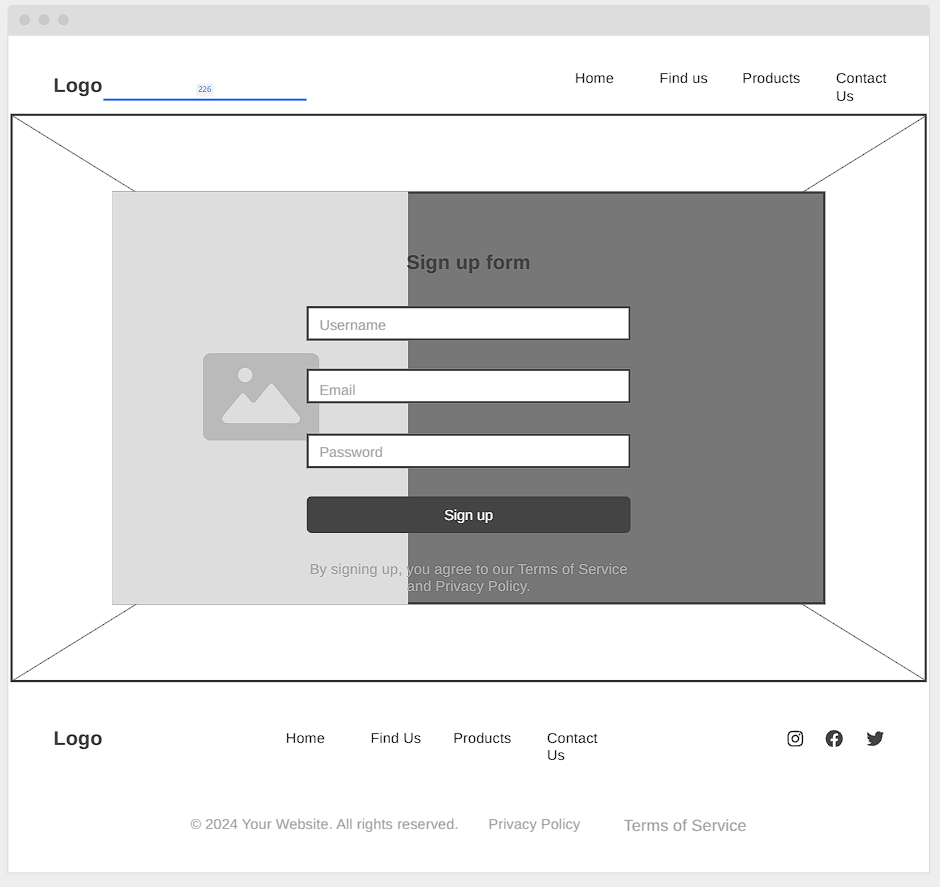 Logo
226
Home Find us Products Contact
Us
Sign up form
Username
Email
Password
Sign up
By signing up, you agree to our Terms of Service
and Privacy Policy.
Logo Home Find Us Products Contact
Us
© 2024 Your Website. All rights reserved. Privacy Policy Terms of Service